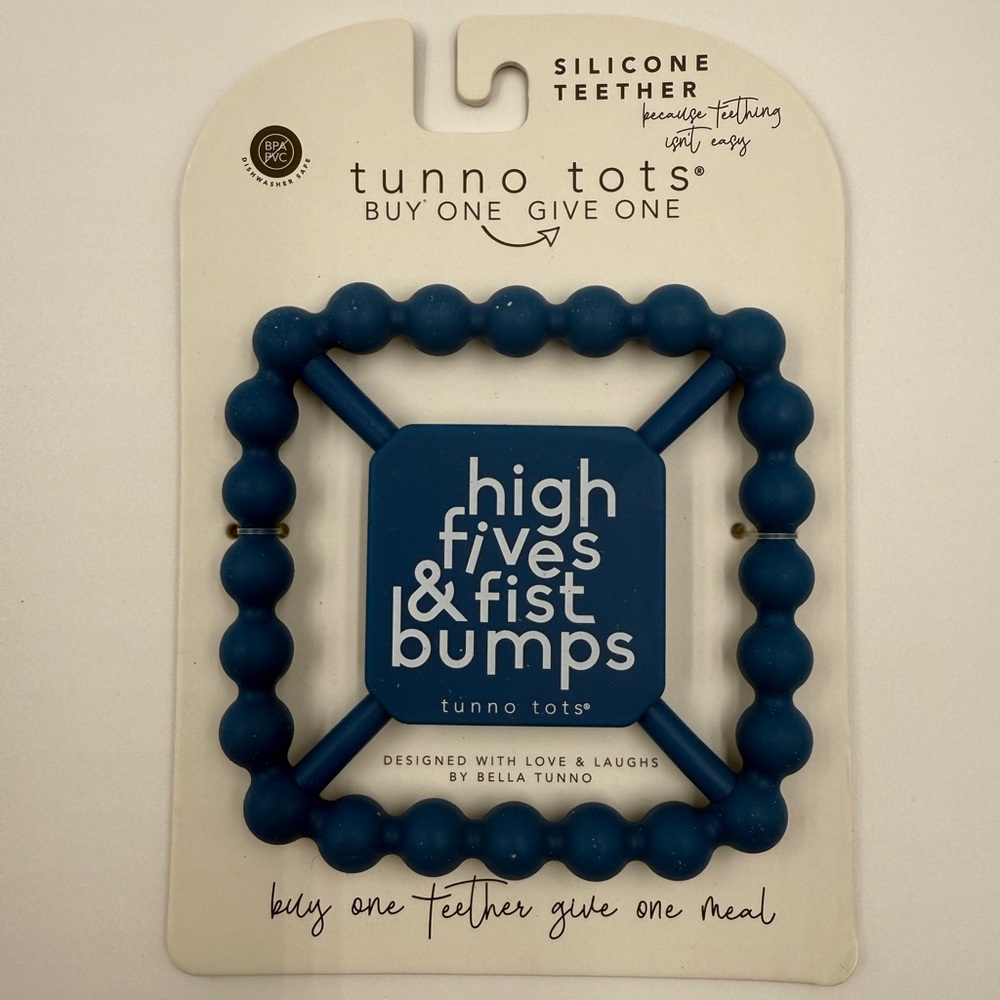 SILICONE
TEETHER
because teething
isn't easy
BPA
PVC
DISHWASHER SAFE
tunno tots®
BUY ONE GIVE ONE
high
fives
& fist
bumps
tunno tots®
DESIGNED WITH LOVE & LAUGHS
BY BELLA TUNNO
buy one teether give one meal